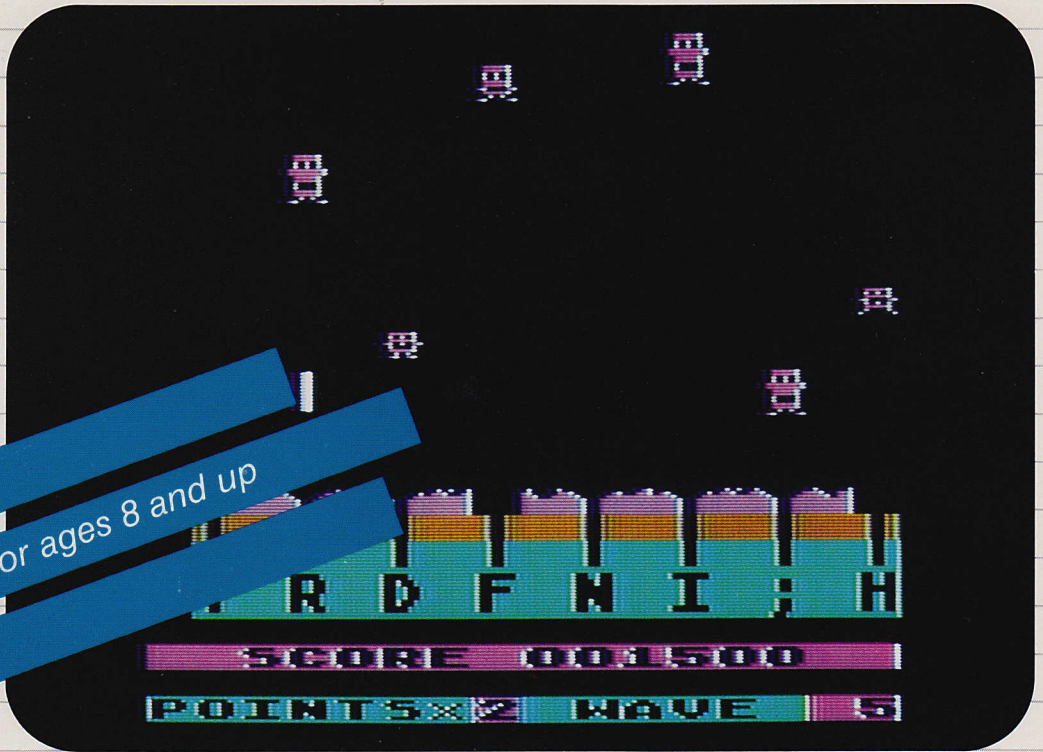 or ages 8 and up
R D F N I ; H
SCORE 001500
POINTS×2 WAVE 5